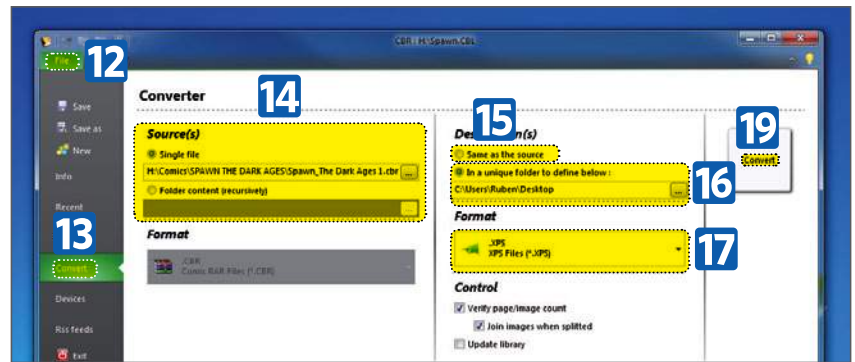 CBR : H:\Spawn.CBL
File
12
Save
Save as
New
Info
Recent
13
Convert
Devices
Rss feeds
Exit
Converter
14
Source(s)
Single file
H:\Comics\SPAWN THE DARK AGES\Spawn_The Dark Ages 1.cbr ...
Folder content (recursively)
...
Format
.CBR
Comic RAR Files (*.CBR)
15
Same as the source
In a unique folder to define below :
C:\Users\Ruben\Desktop ...
16
Format
.XPS
XPS Files (*.XPS)
17
Control
Verify page/image count
Join images when splitted
Update library
19
Convert